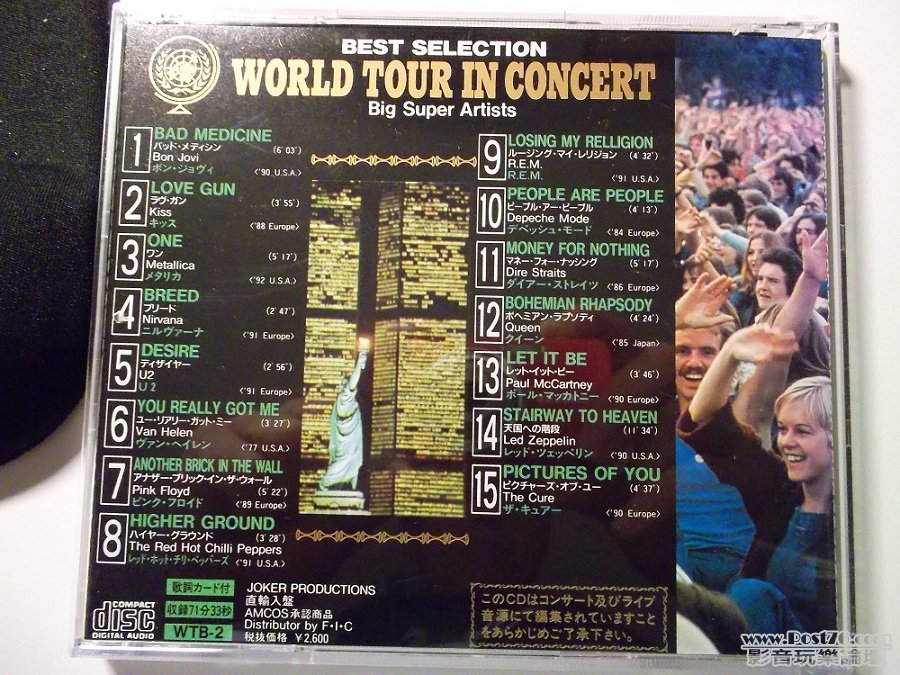 BEST SELECTION
WORLD TOUR IN CONCERT
Big Super Artists
1 BAD MEDICINE
バッド・メディシン (6'03")
Bon Jovi
ボン・ジョヴィ <'90 U.S.A.>
2 LOVE GUN
ラヴ・ガン (3'55")
Kiss
キッス <'88 Europe>
3 ONE
ワン (5'17")
Metallica
メタリカ <'92 U.S.A.>
4 BREED
ブリード (2'47")
Nirvana
ニルヴァーナ <'91 Europe>
5 DESIRE
ディザイヤー (2'56")
U2
U2 <'91 Europe>
6 YOU REALLY GOT ME
ユー・リアリー・ガット・ミー (3'27")
Van Helen
ヴァン・ヘイレン <'77 U.S.A.>
7 ANOTHER BRICK IN THE WALL
アナザー・ブリック・イン・ザ・ウォール
Pink Floyd (5'22")
ピンク・フロイド <'89 Europe>
8 HIGHER GROUND
ハイヤー・グラウンド (3'28")
The Red Hot Chilli Peppers
レッド・ホット・チリ・ペッパーズ <'91 U.S.A.>
9 LOSING MY RELLIGION
ルージング・マイ・レリジョン (4'32")
R.E.M.
R.E.M. <'91 U.S.A.>
10 PEOPLE ARE PEOPLE
ピープル・アー・ピープル (4'13")
Depeche Mode
デペッシュ・モード <'84 Europe>
11 MONEY FOR NOTHING
マネー・フォー・ナッシング (5'17")
Dire Straits
ダイアー・ストレイツ <'86 Europe>
12 BOHEMIAN RHAPSODY
ボヘミアン・ラプソディ (4'24")
Queen
クイーン <'85 Japan>
13 LET IT BE
レット・イット・ビー (3'46")
Paul McCartney
ポール・マッカトニー <'90 Europe>
14 STAIRWAY TO HEAVEN
天国への階段 (11'34")
Led Zeppelin
レッド・ツェッペリン <'90 U.S.A.>
15 PICTURES OF YOU
ピクチャーズ・オブ・ユー (4'37")
The Cure
ザ・キュアー <'90 Europe>
COMPACT
disc
DIGITAL AUDIO
歌詞カード付
収録71分33秒
WTB-2
JOKER PRODUCTIONS
直輸入盤
AMCOS承認商品
Distributor by F・I・C
税抜価格 ¥2,600
このCDはコンサート及びライブ
音源にて編集されていますこと
をあらかじめご了承下さい。
www.Post76.com
影音玩樂論壇